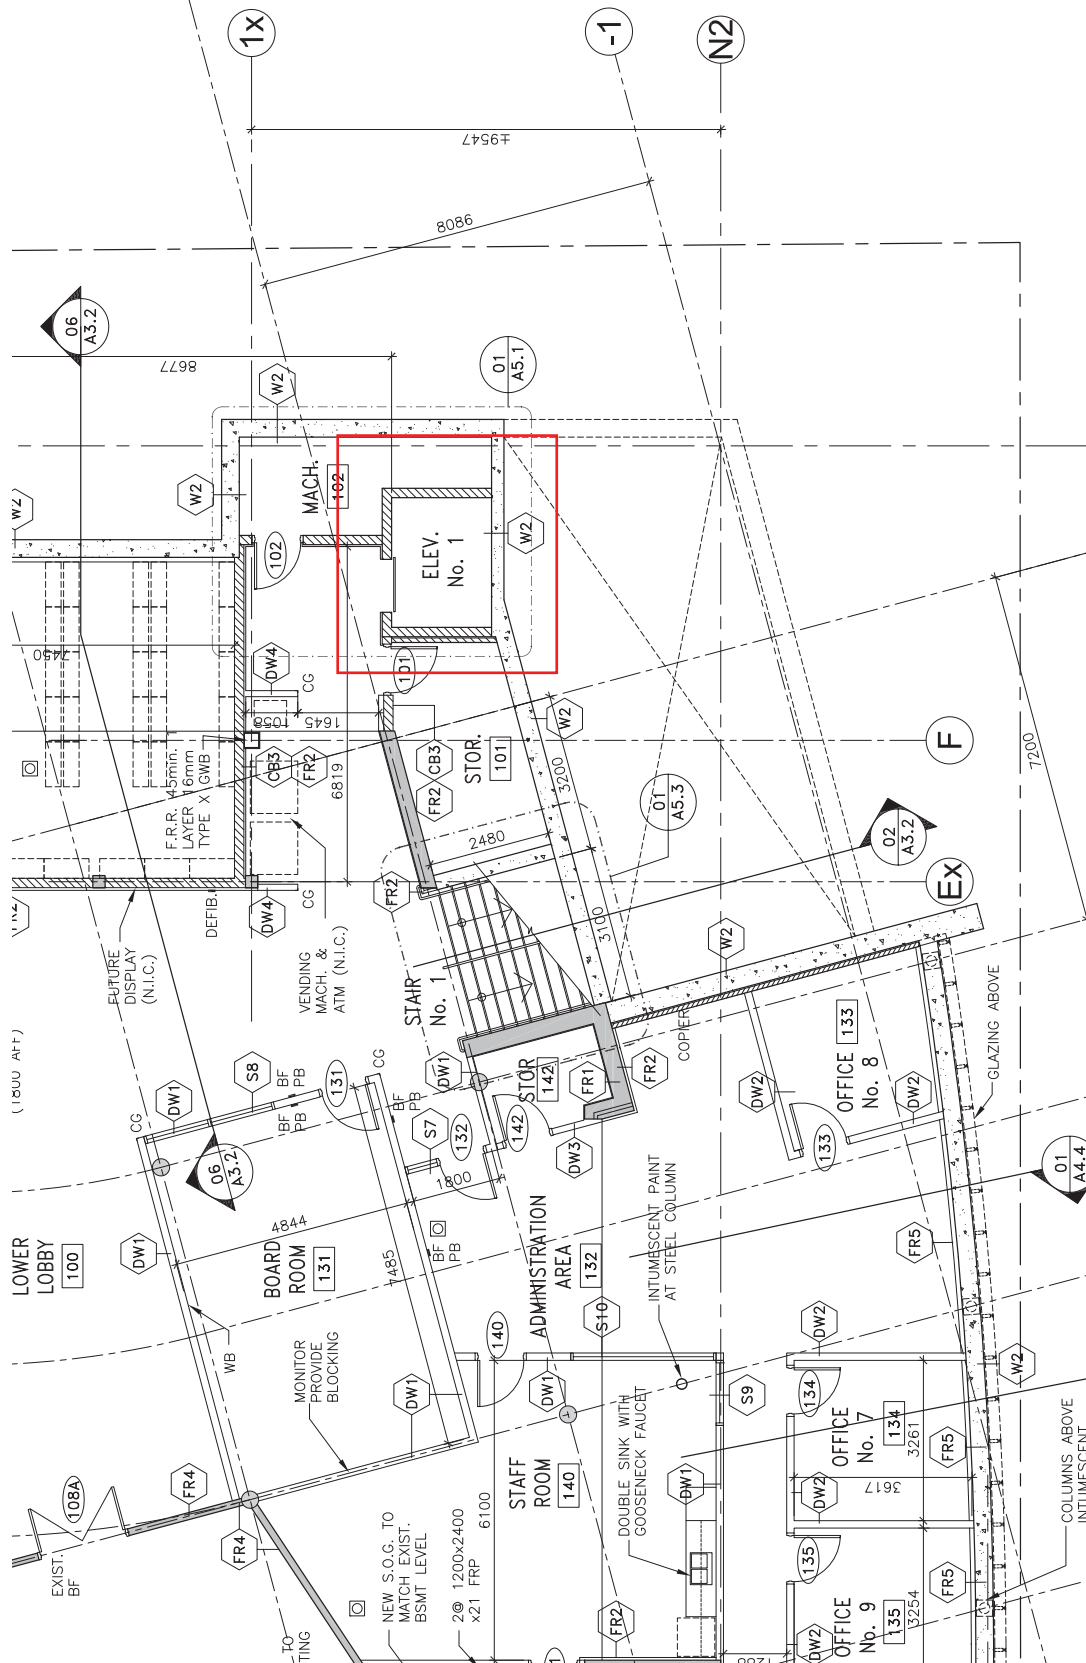 1x
-1
N2
±9547
8086
06
A3.2
8677
01
A5.1
W2
W2
W2
MACH.
102
102
ELEV.
No. 1
W2
7450
DW4
CG
101
1058
1645
F.R.R. 45min.
LAYER 16mm
TYPE X GWB
CB3
FR2
6819
CB3
FR2
STOR.
101
W2
3200
F
7200
01
A5.3
2480
02
A3.2
FR2
Ex
DEFIB.
DW4
CG
3100
W2
FUTURE
DISPLAY
(N.I.C.)
VENDING
MACH. &
ATM (N.I.C.)
STAIR
No. 1
COPIER
GLAZING ABOVE
(1800 AFF)
CG
DW1
S8
BF
PB
BF
PB
131
CG
DW1
STOR
142
FR1
FR2
OFFICE
No. 8
133
DW2
DW2
BF
PB
S7
132
142
DW3
133
06
A3.2
1800
01
A4.4
LOWER
LOBBY
100
DW1
4844
BOARD
ROOM
131
7485
BF
PB
ADMINISTRATION
AREA
132
INTUMESCENT PAINT
AT STEEL COLUMN
FR5
S10
WB
MONITOR
PROVIDE
BLOCKING
DW1
140
DW1
DW2
W2
S9
134
OFFICE
No. 7
134
3261
108A
FR4
STAFF
ROOM
140
DOUBLE SINK WITH
GOOSENECK FAUCET
DW1
DW2
3617
FR5
COLUMNS ABOVE
INTUMESCENT
EXIST.
BF
FR4
NEW S.O.G. TO
MATCH EXIST.
BSMT LEVEL
2@ 1200x2400
x21 FRP
6100
135
FR5
FR2
DW2
OFFICE
No. 9
135
3254